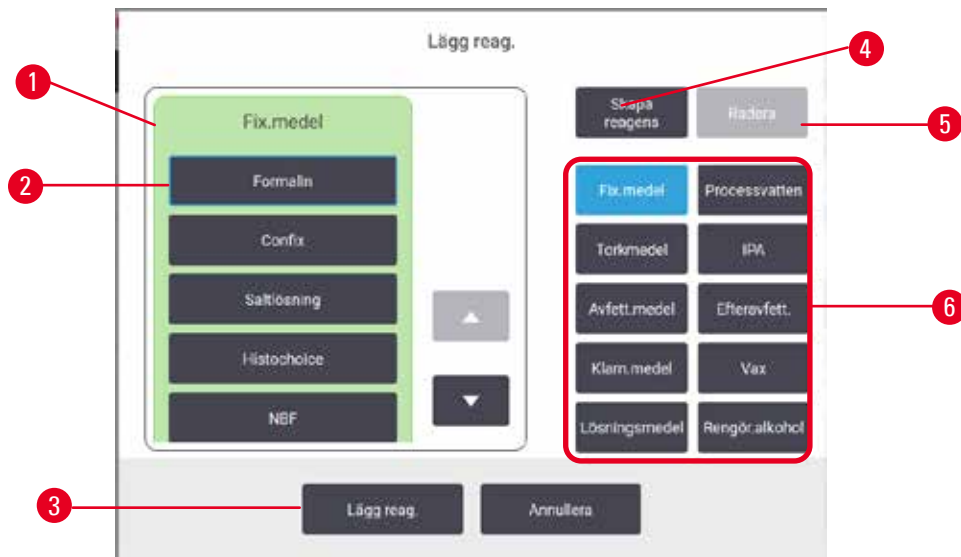 Lägg reag.
1
Fix.medel
2
Formalin
Confix
Saltlösning
Histochoice
NBF
4
Skapa
reagens
Radera
5
Fix.medel
Processvatten
Torkmedel
IPA
Avfett.medel
Efteravfett.
6
Klarn.medel
Vax
Lösningsmedel
Rengör.alkohol
3
Lägg reag.
Annullera